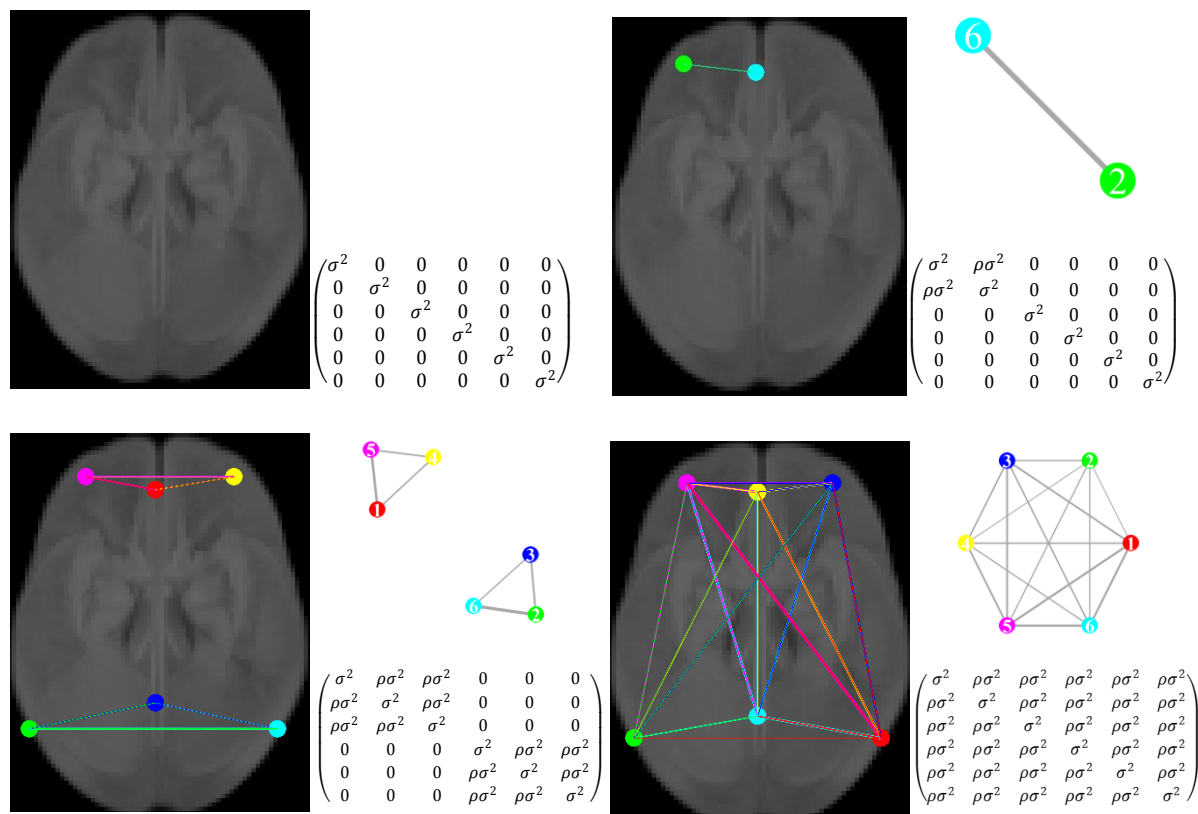 σ² 0 0 0 0 0
0 σ² 0 0 0 0
0 0 σ² 0 0 0
0 0 0 σ² 0 0
0 0 0 0 σ² 0
0 0 0 0 0 σ²
6
2
σ² ρσ² 0 0 0 0
ρσ² σ² 0 0 0 0
0 0 σ² 0 0 0
0 0 0 σ² 0 0
0 0 0 0 σ² 0
0 0 0 0 0 σ²
5
4
1
3
6
2
σ² ρσ² ρσ² 0 0 0
ρσ² σ² ρσ² 0 0 0
ρσ² ρσ² σ² 0 0 0
0 0 0 σ² ρσ² ρσ²
0 0 0 ρσ² σ² ρσ²
0 0 0 ρσ² ρσ² σ²
3 2
4 1
5 6
σ² ρσ² ρσ² ρσ² ρσ² ρσ²
ρσ² σ² ρσ² ρσ² ρσ² ρσ²
ρσ² ρσ² σ² ρσ² ρσ² ρσ²
ρσ² ρσ² ρσ² σ² ρσ² ρσ²
ρσ² ρσ² ρσ² ρσ² σ² ρσ²
ρσ² ρσ² ρσ² ρσ² ρσ² σ²